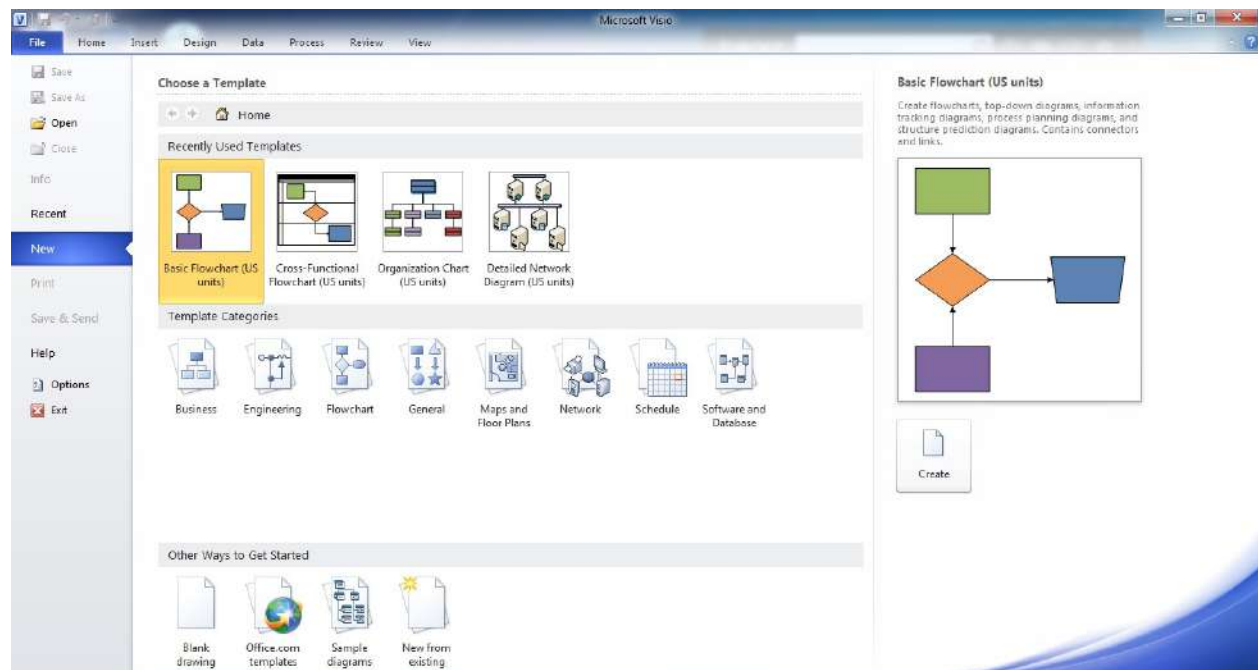 Microsoft Visio
File Home Insert Design Data Process Review View
Save
Save As
Open
Close
Info
Recent
New
Print
Save & Send
Help
Options
Exit
Choose a Template
Home
Recently Used Templates
Basic Flowchart (US
units)
Cross-Functional
Flowchart (US units)
Organization Chart
(US units)
Detailed Network
Diagram (US units)
Template Categories
Business
Engineering
Flowchart
General
Maps and
Floor Plans
Network
Schedule
Software and
Database
Other Ways to Get Started
Blank
drawing
Office.com
templates
Sample
diagrams
New from
existing
Basic Flowchart (US units)
Create flowcharts, top-down diagrams, information
tracking diagrams, process planning diagrams, and
structure prediction diagrams. Contains connectors
and links.
Create